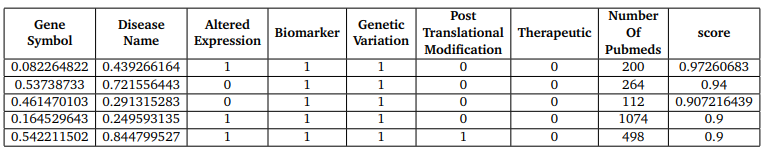 Gene Symbol Disease Name Altered Expression Biomarker Genetic Variation Post Translational Modification Therapeutic Number Of Pubmeds score
0.082264822 0.439266164 1 1 1 0 0 200 0.97260683
0.53738733 0.721556443 0 1 1 0 0 264 0.94
0.461470103 0.291315283 0 1 1 0 0 112 0.907216439
0.164529643 0.249593135 1 1 1 0 0 1074 0.9
0.542211502 0.844799527 1 1 1 1 0 498 0.9